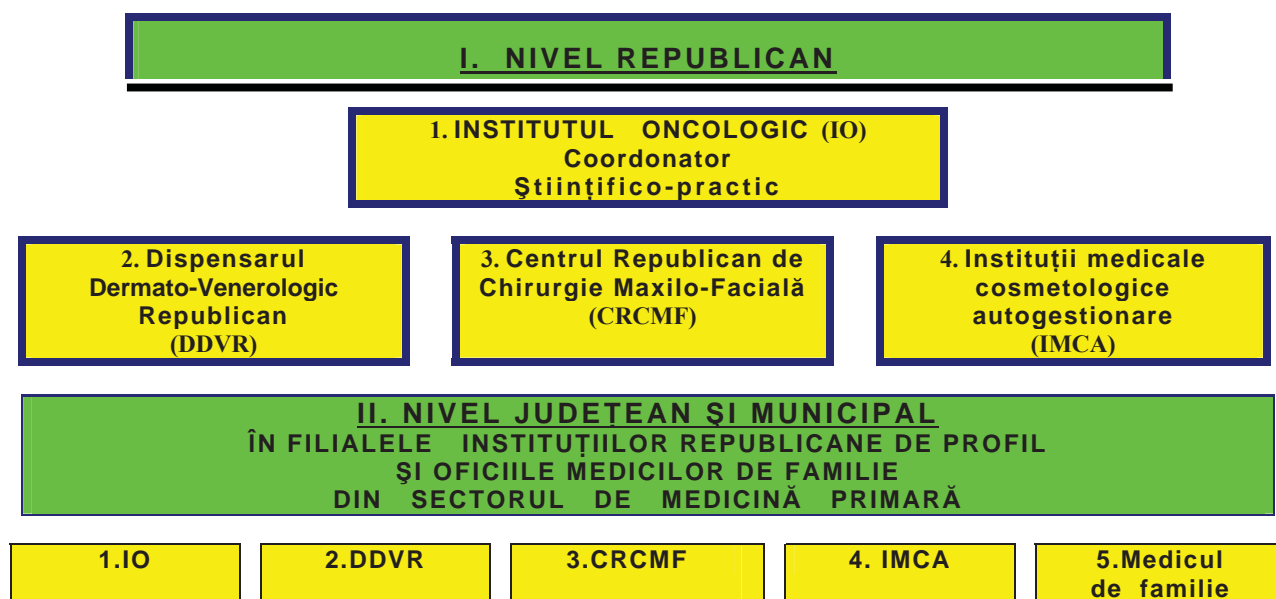 I. NIVEL REPUBLICAN
1. INSTITUTUL ONCOLOGIC (IO)
Coordonator
Ştiinţifico-practic
2. Dispensarul
Dermato-Venerologic
Republican
(DDVR)
3. Centrul Republican de
Chirurgie Maxilo-Facială
(CRCMF)
4. Instituţii medicale
cosmetologice
autogestionare
(IMCA)
II. NIVEL JUDEŢEAN ŞI MUNICIPAL
ÎN FILIALELE INSTITUŢIILOR REPUBLICANE DE PROFIL
ŞI OFICIILE MEDICILOR DE FAMILIE
DIN SECTORUL DE MEDICINĂ PRIMARĂ
1.IO
2.DDVR
3.CRCMF
4. IMCA
5.Medicul
de familie